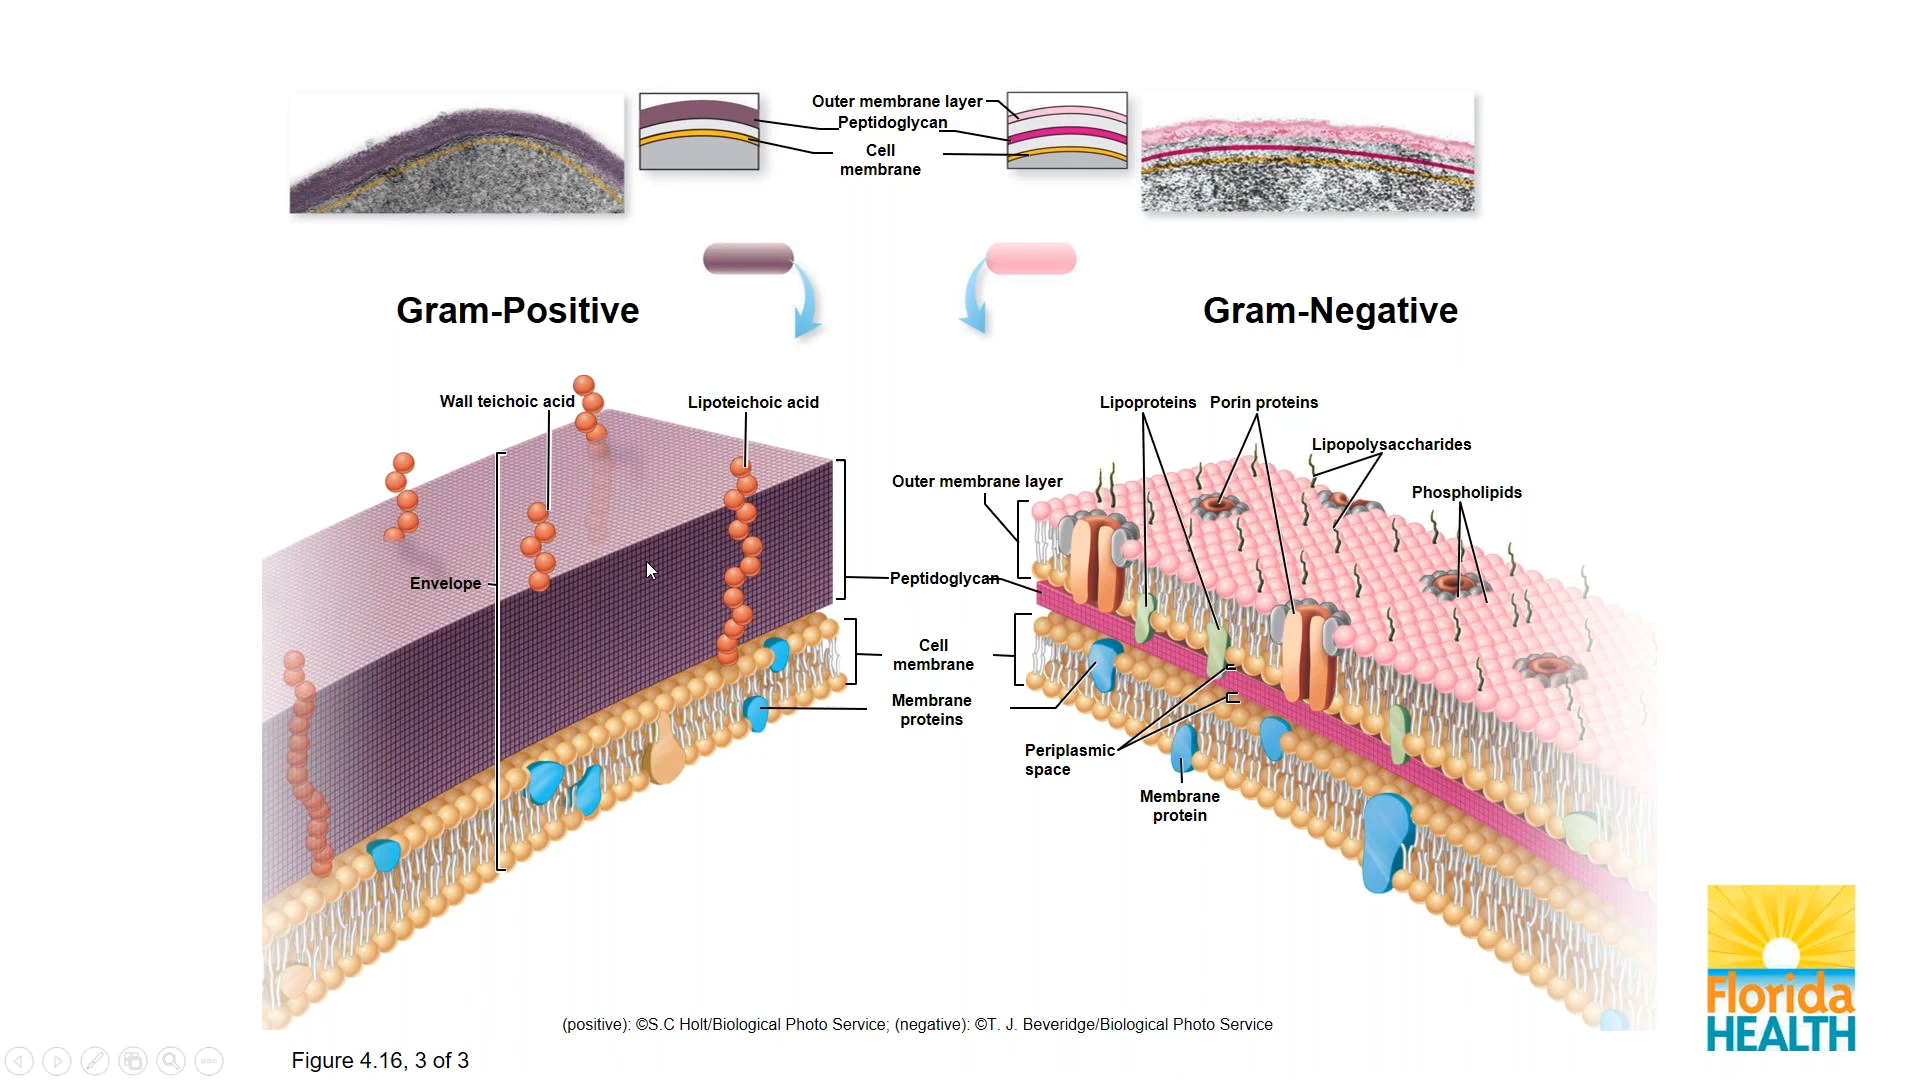 Outer membrane layer
Peptidoglycan
Cell
membrane
Gram-Positive
Gram-Negative
Wall teichoic acid
Lipoteichoic acid
Envelope
Lipoproteins
Porin proteins
Lipopolysaccharides
Phospholipids
Outer membrane layer
Peptidoglycan
Cell
membrane
Membrane
proteins
Periplasmic
space
Membrane
protein
(positive): ©S.C Holt/Biological Photo Service; (negative): ©T. J. Beveridge/Biological Photo Service
Figure 4.16, 3 of 3
Florida
HEALTH